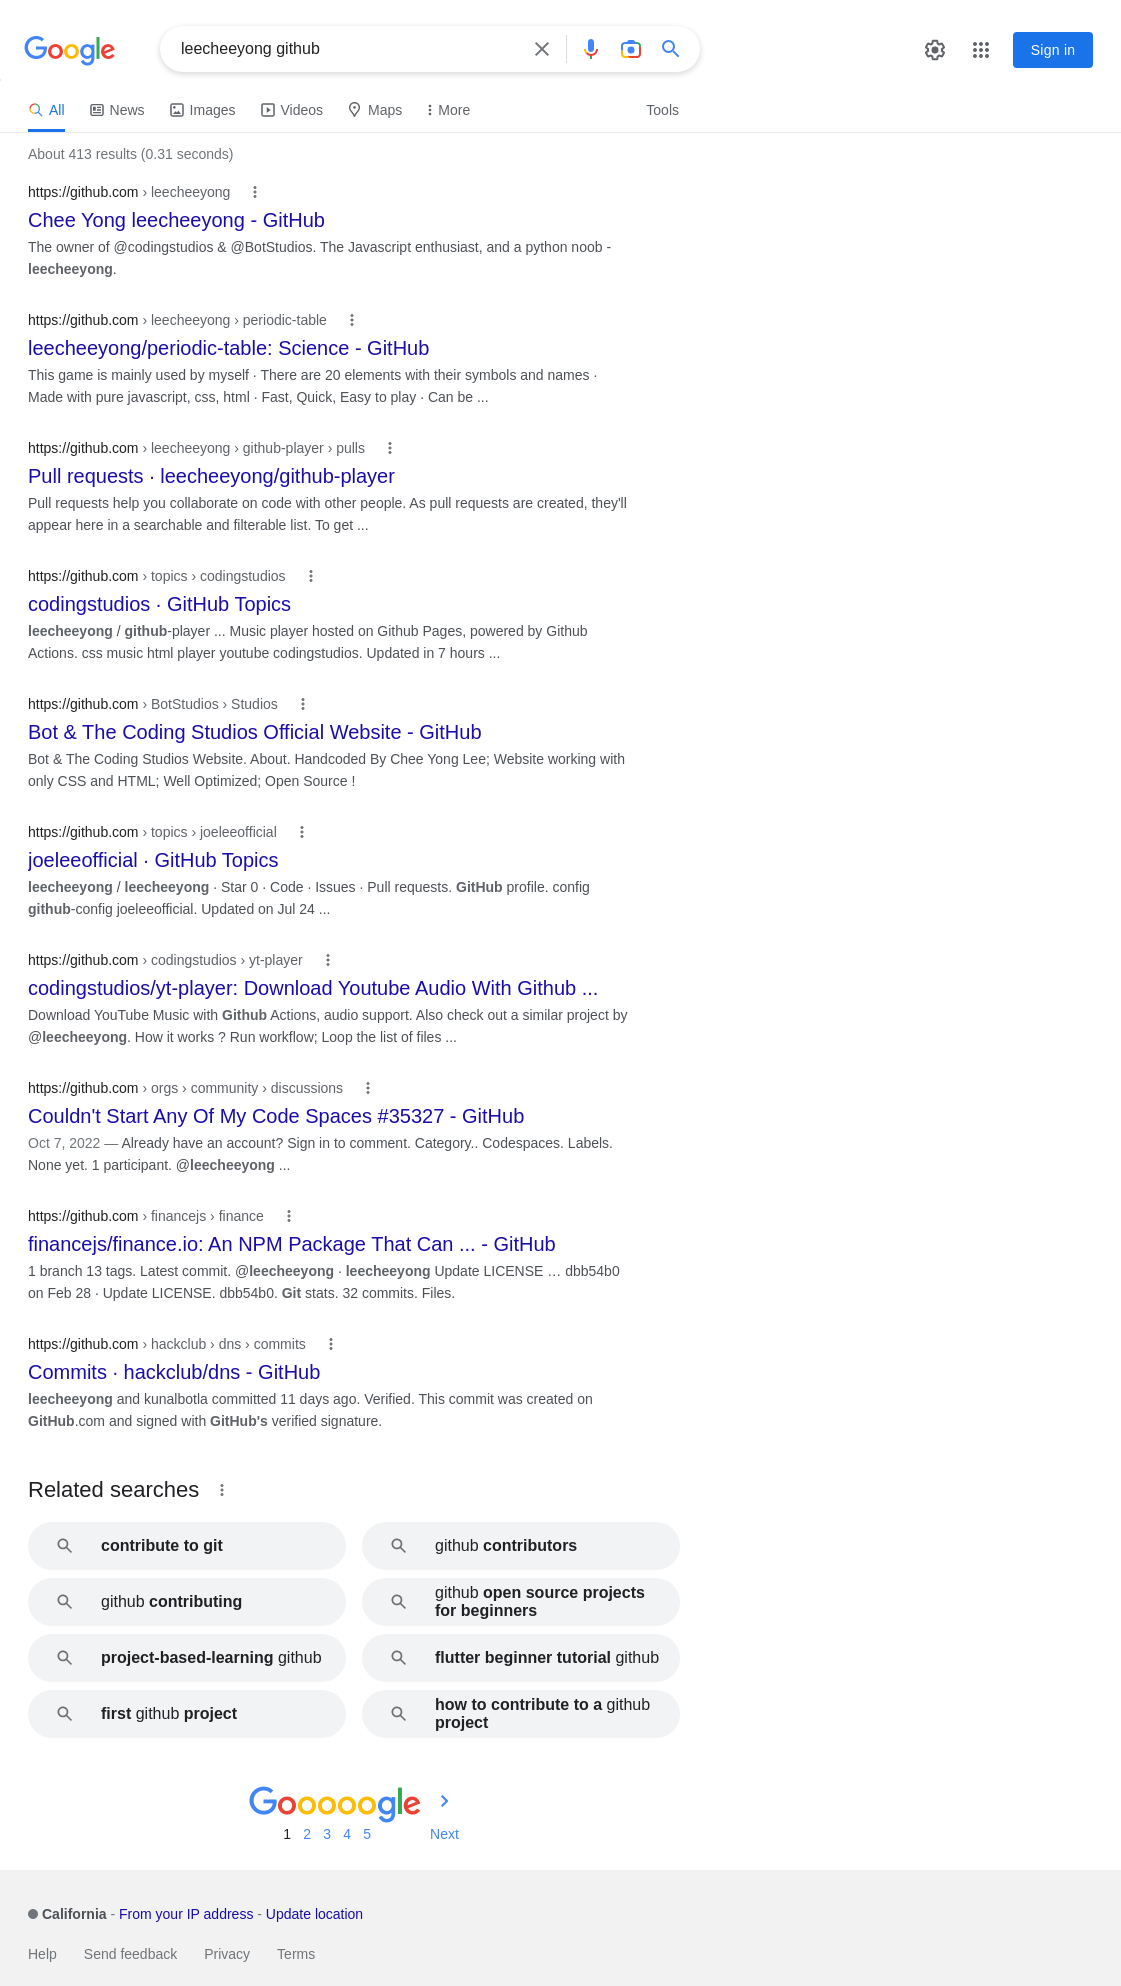 Google
leecheeyong github
Sign in
All News Images Videos Maps More Tools
About 413 results (0.31 seconds)
https://github.com › leecheeyong
Chee Yong leecheeyong - GitHub
The owner of @codingstudios & @BotStudios. The Javascript enthusiast, and a python noob -
leecheeyong.
https://github.com › leecheeyong › periodic-table
leecheeyong/periodic-table: Science - GitHub
This game is mainly used by myself · There are 20 elements with their symbols and names ·
Made with pure javascript, css, html · Fast, Quick, Easy to play · Can be ...
https://github.com › leecheeyong › github-player › pulls
Pull requests · leecheeyong/github-player
Pull requests help you collaborate on code with other people. As pull requests are created, they'll
appear here in a searchable and filterable list. To get ...
https://github.com › topics › codingstudios
codingstudios · GitHub Topics
leecheeyong / github-player ... Music player hosted on Github Pages, powered by Github
Actions. css music html player youtube codingstudios. Updated in 7 hours ...
https://github.com › BotStudios › Studios
Bot & The Coding Studios Official Website - GitHub
Bot & The Coding Studios Website. About. Handcoded By Chee Yong Lee; Website working with
only CSS and HTML; Well Optimized; Open Source !
https://github.com › topics › joeleeofficial
joeleeofficial · GitHub Topics
leecheeyong / leecheeyong · Star 0 · Code · Issues · Pull requests. GitHub profile. config
github-config joeleeofficial. Updated on Jul 24 ...
https://github.com › codingstudios › yt-player
codingstudios/yt-player: Download Youtube Audio With Github ...
Download YouTube Music with Github Actions, audio support. Also check out a similar project by
@leecheeyong. How it works ? Run workflow; Loop the list of files ...
https://github.com › orgs › community › discussions
Couldn't Start Any Of My Code Spaces #35327 - GitHub
Oct 7, 2022 — Already have an account? Sign in to comment. Category.. Codespaces. Labels.
None yet. 1 participant. @leecheeyong ...
https://github.com › financejs › finance
financejs/finance.io: An NPM Package That Can ... - GitHub
1 branch 13 tags. Latest commit. @leecheeyong · leecheeyong Update LICENSE … dbb54b0
on Feb 28 · Update LICENSE. dbb54b0. Git stats. 32 commits. Files.
https://github.com › hackclub › dns › commits
Commits · hackclub/dns - GitHub
leecheeyong and kunalbotla committed 11 days ago. Verified. This commit was created on
GitHub.com and signed with GitHub's verified signature.
Related searches
contribute to git
github contributors
github contributing
github open source projects
for beginners
project-based-learning github
flutter beginner tutorial github
first github project
how to contribute to a github
project
Gooooogle
1 2 3 4 5 Next
California - From your IP address - Update location
Help Send feedback Privacy Terms